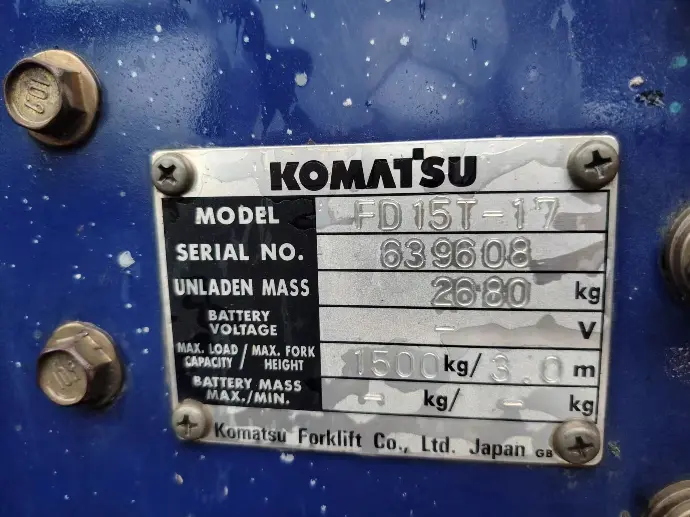 KOMATSU
MODEL FD15T-17
SERIAL NO. 639608
UNLADEN MASS 2680 kg
BATTERY VOLTAGE - V
MAX. LOAD CAPACITY / MAX. FORK HEIGHT 1500 kg/ 3.0 m
BATTERY MASS MAX./MIN. - kg/ - kg
Komatsu Forklift Co., Ltd. Japan GB